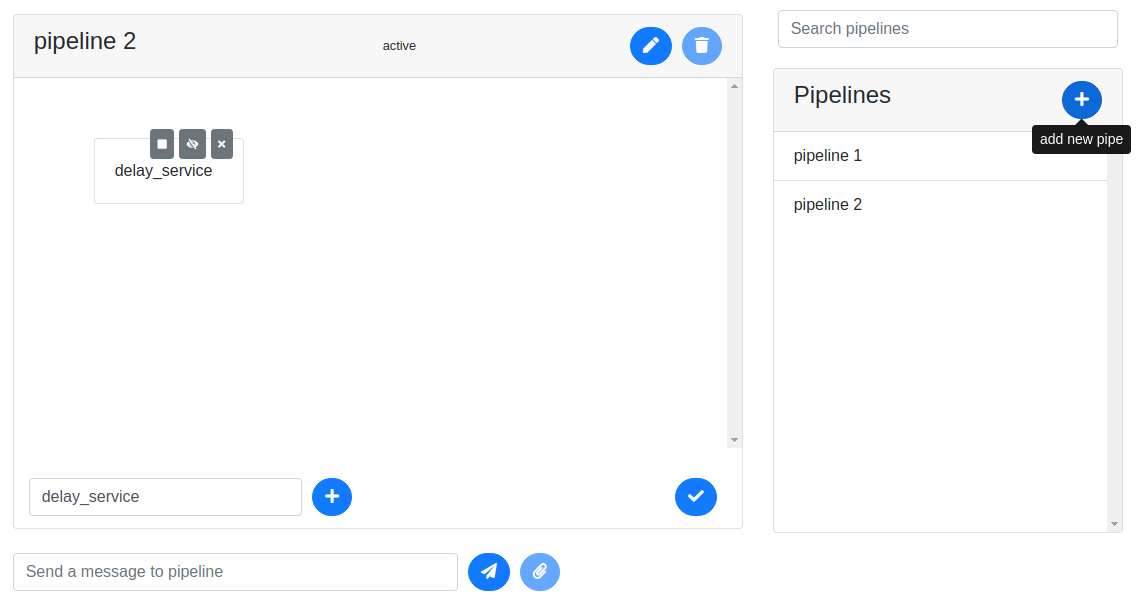 pipeline 2
active
delay_service
delay_service
Send a message to pipeline
Search pipelines
Pipelines
add new pipe
pipeline 1
pipeline 2